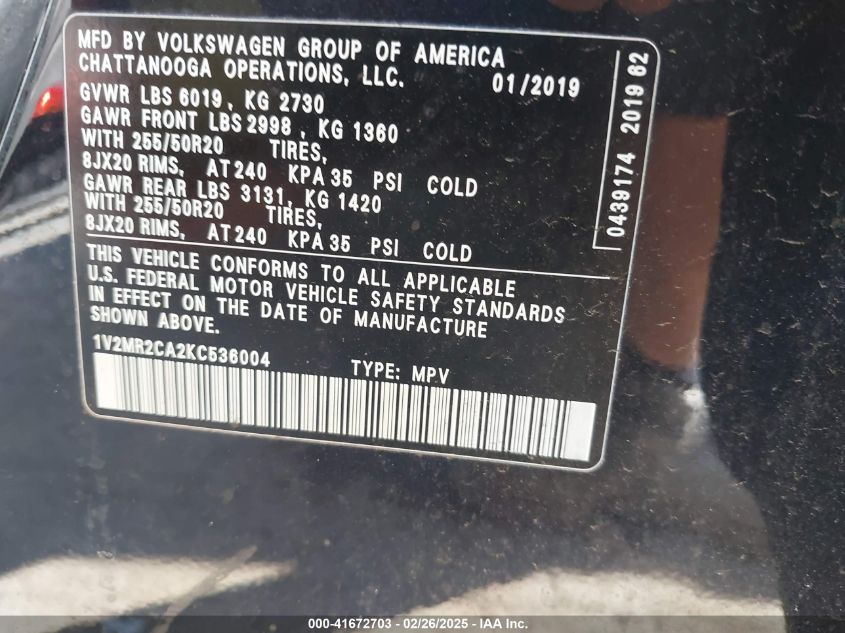 MFD BY VOLKSWAGEN GROUP OF AMERICA
CHATTANOOGA OPERATIONS, LLC. 01/2019
GVWR LBS 6019, KG 2730
GAWR FRONT LBS 2998, KG 1360
WITH 255/50R20 TIRES,
8JX20 RIMS, AT 240 KPA 35 PSI COLD
GAWR REAR LBS 3131, KG 1420
WITH 255/50R20 TIRES,
8JX20 RIMS, AT 240 KPA 35 PSI COLD
THIS VEHICLE CONFORMS TO ALL APPLICABLE
U.S. FEDERAL MOTOR VEHICLE SAFETY STANDARDS
IN EFFECT ON THE DATE OF MANUFACTURE
SHOWN ABOVE.
1V2MR2CA2KC536004 TYPE: MPV
0439174 2019 62
000-41672703 - 02/26/2025 - IAA Inc.